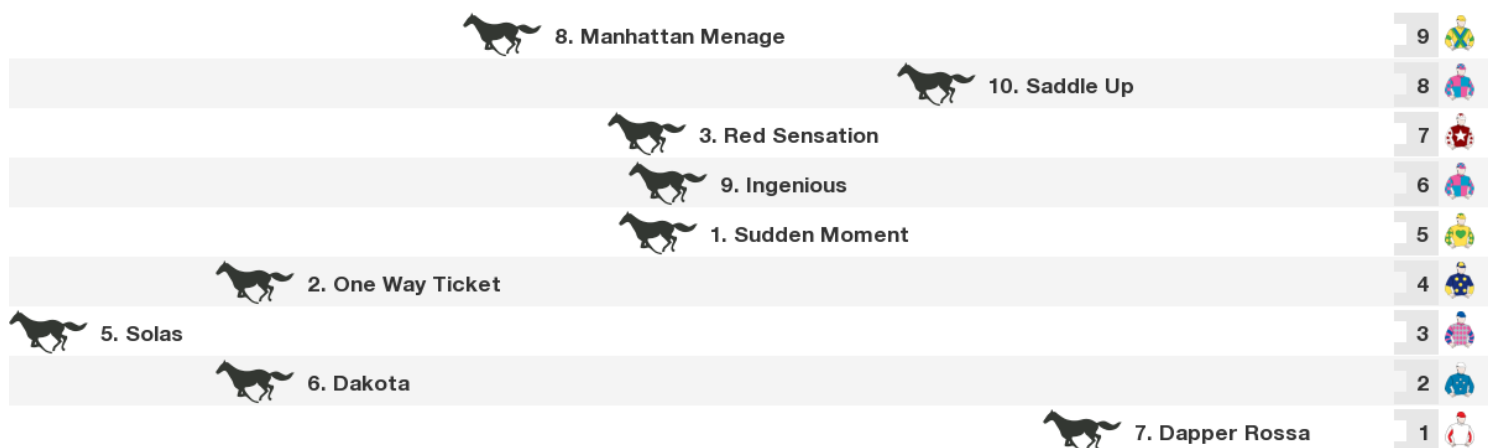 8. Manhattan Menage 9
10. Saddle Up 8
3. Red Sensation 7
9. Ingenious 6
1. Sudden Moment 5
2. One Way Ticket 4
5. Solas 3
6. Dakota 2
7. Dapper Rossa 1